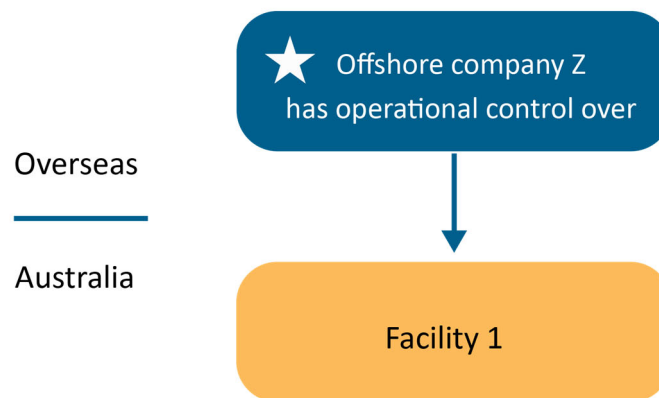 Offshore company Z
has operational control over
Overseas
Australia
Facility 1